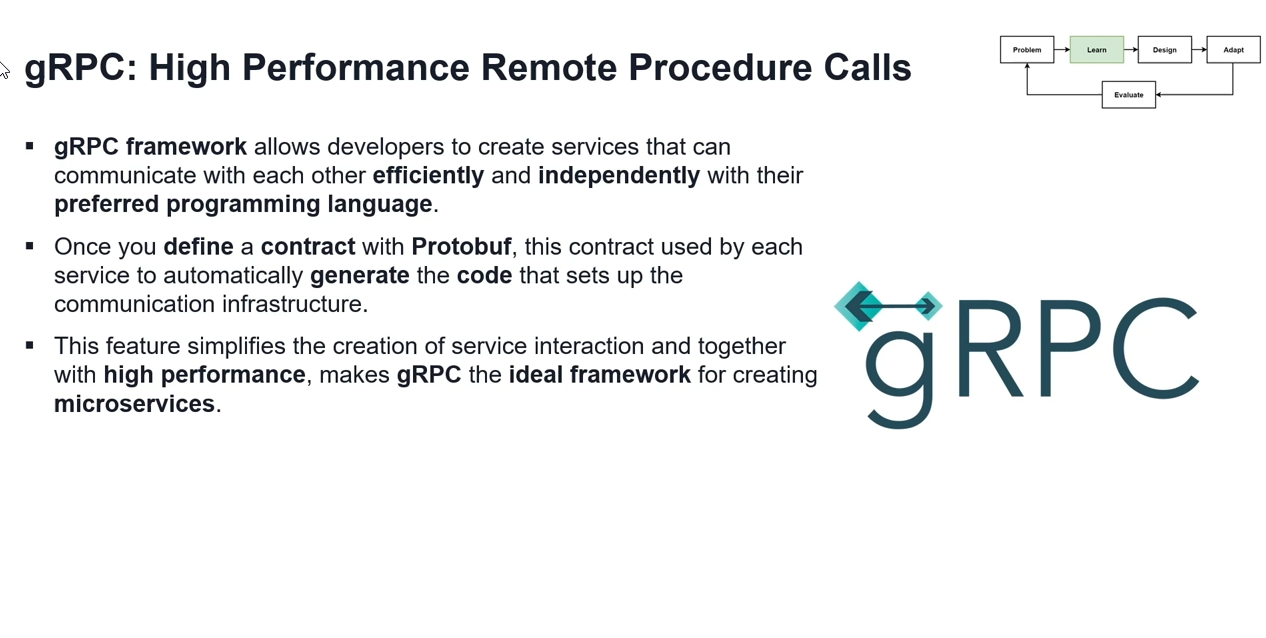 gRPC: High Performance Remote Procedure Calls
Problem
Learn
Design
Adapt
Evaluate
▪ gRPC framework allows developers to create services that can
communicate with each other efficiently and independently with their
preferred programming language.
▪ Once you define a contract with Protobuf, this contract used by each
service to automatically generate the code that sets up the
communication infrastructure.
▪ This feature simplifies the creation of service interaction and together
with high performance, makes gRPC the ideal framework for creating
microservices.
gRPC